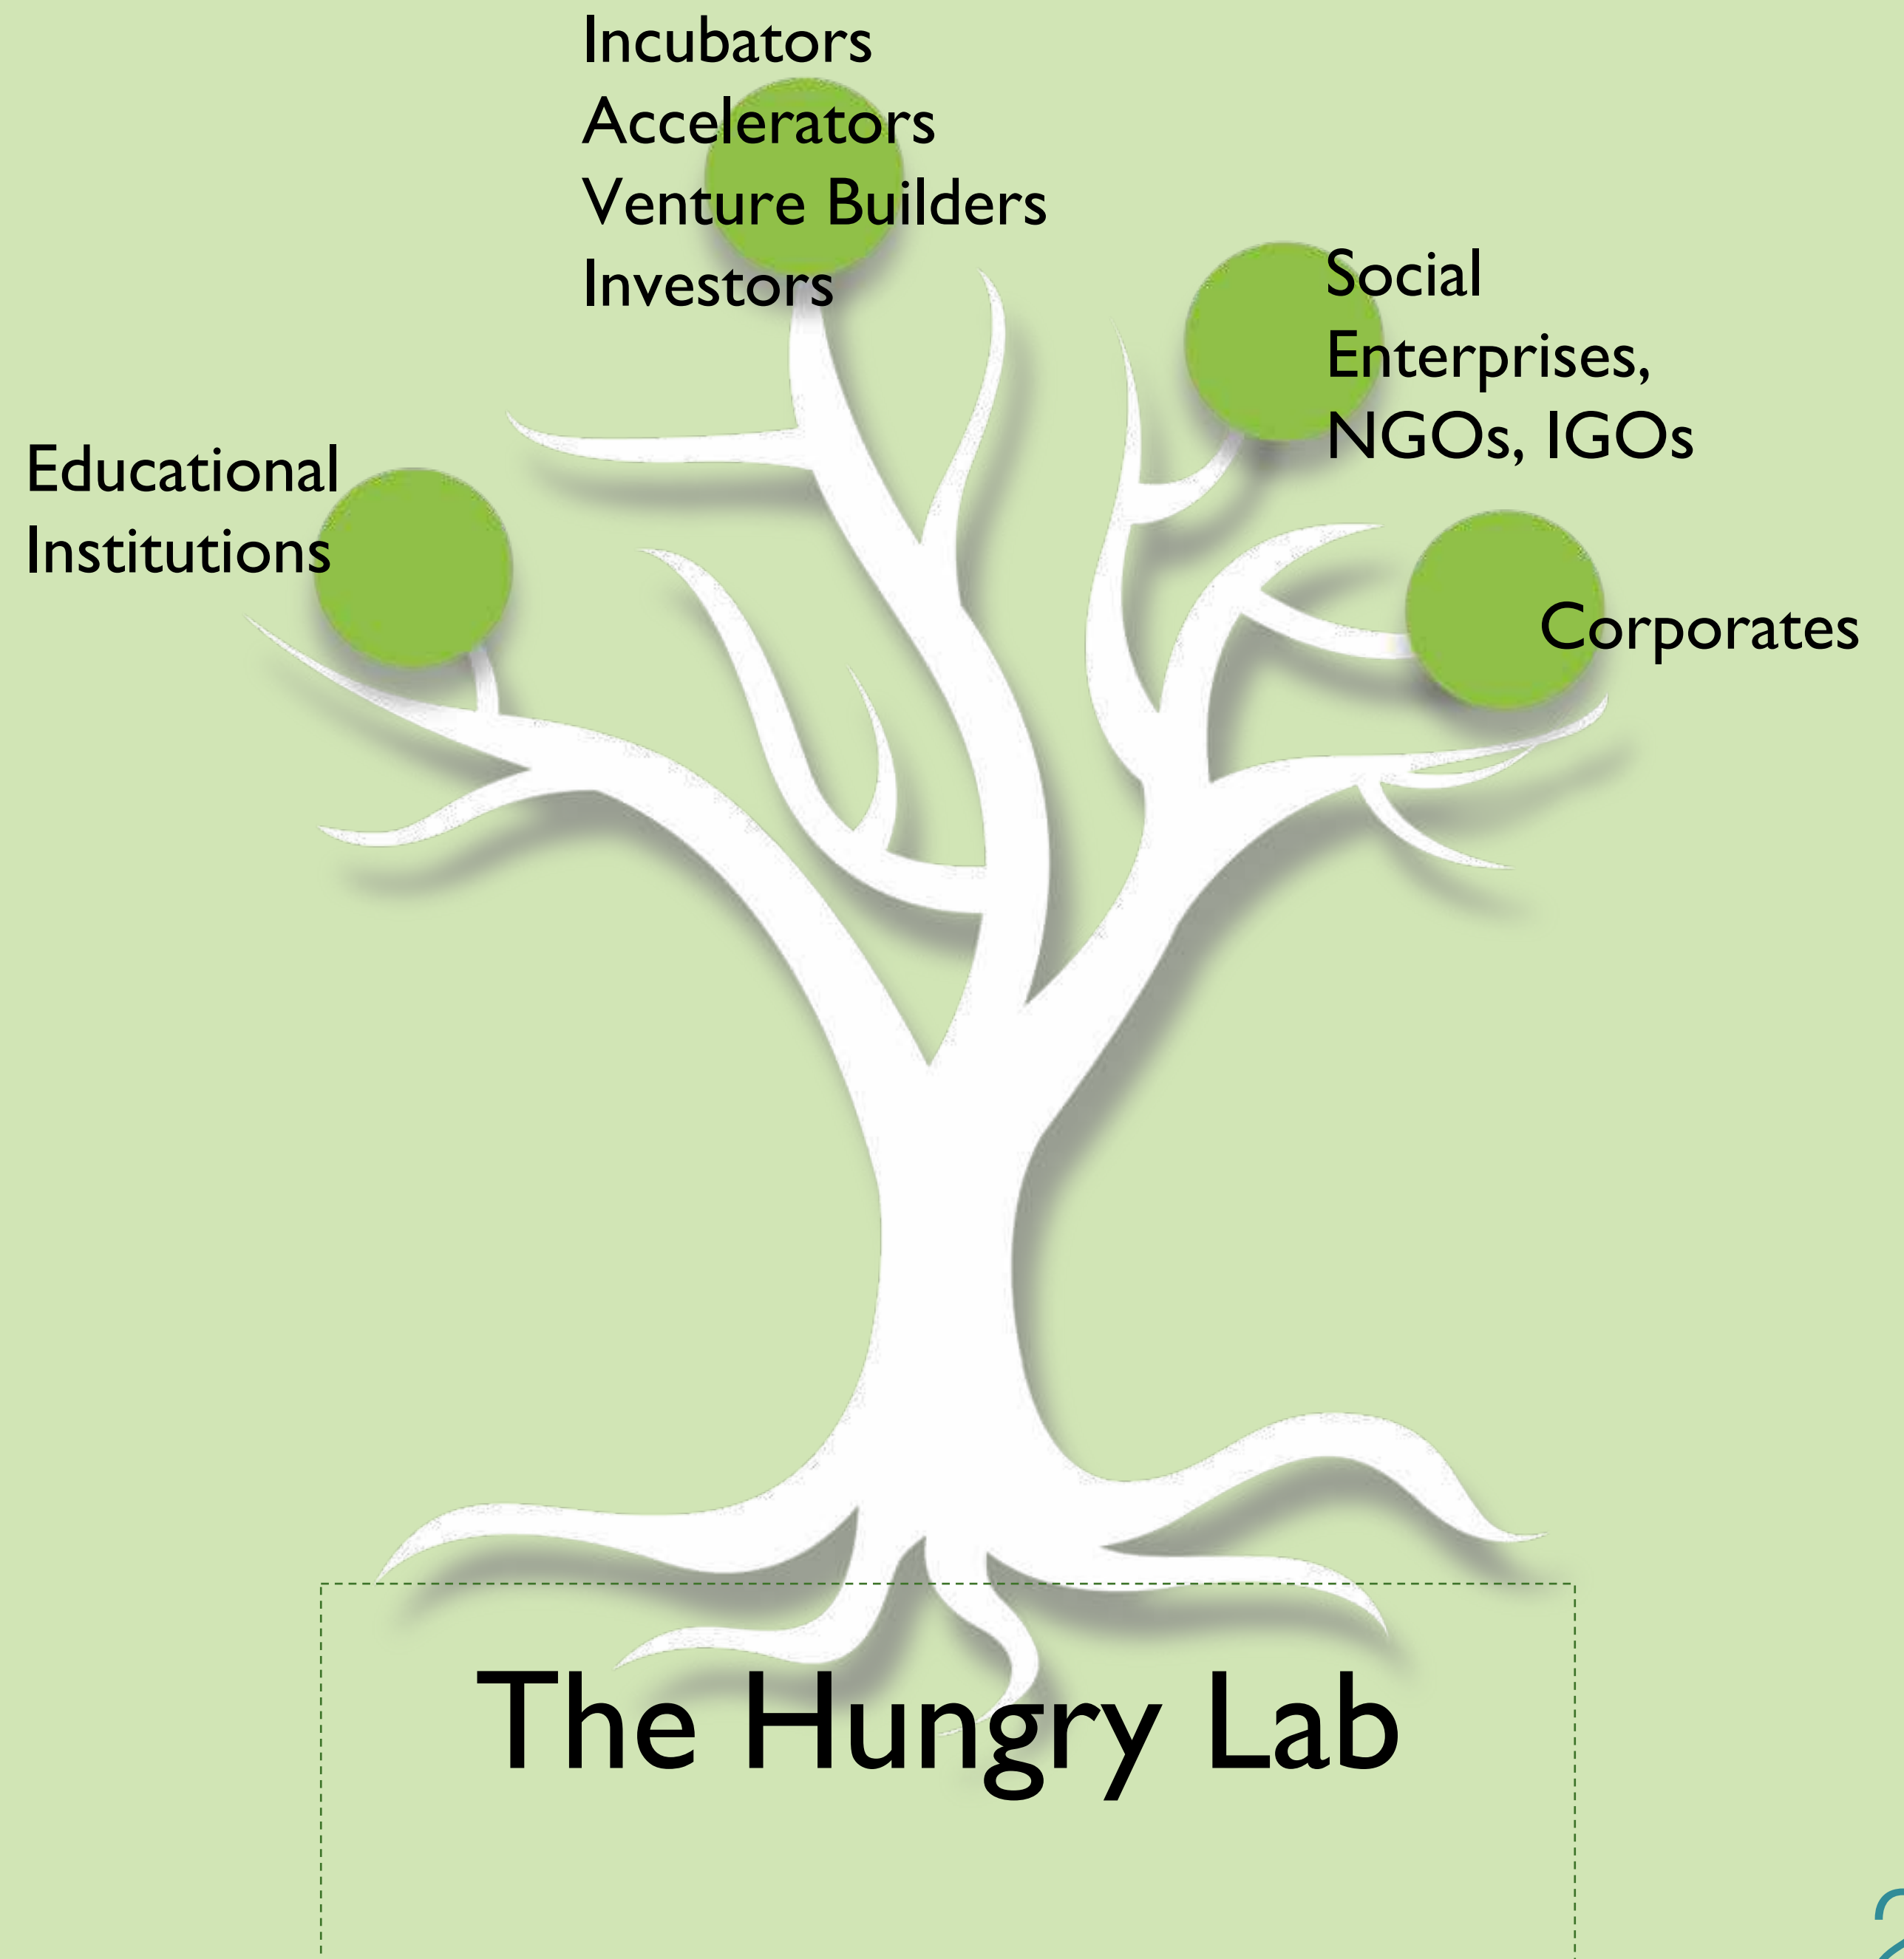 Incubators
Accelerators
Venture Builders
Investors
Social
Enterprises,
NGOs, IGOs
Educational
Institutions
Corporates
The Hungry Lab